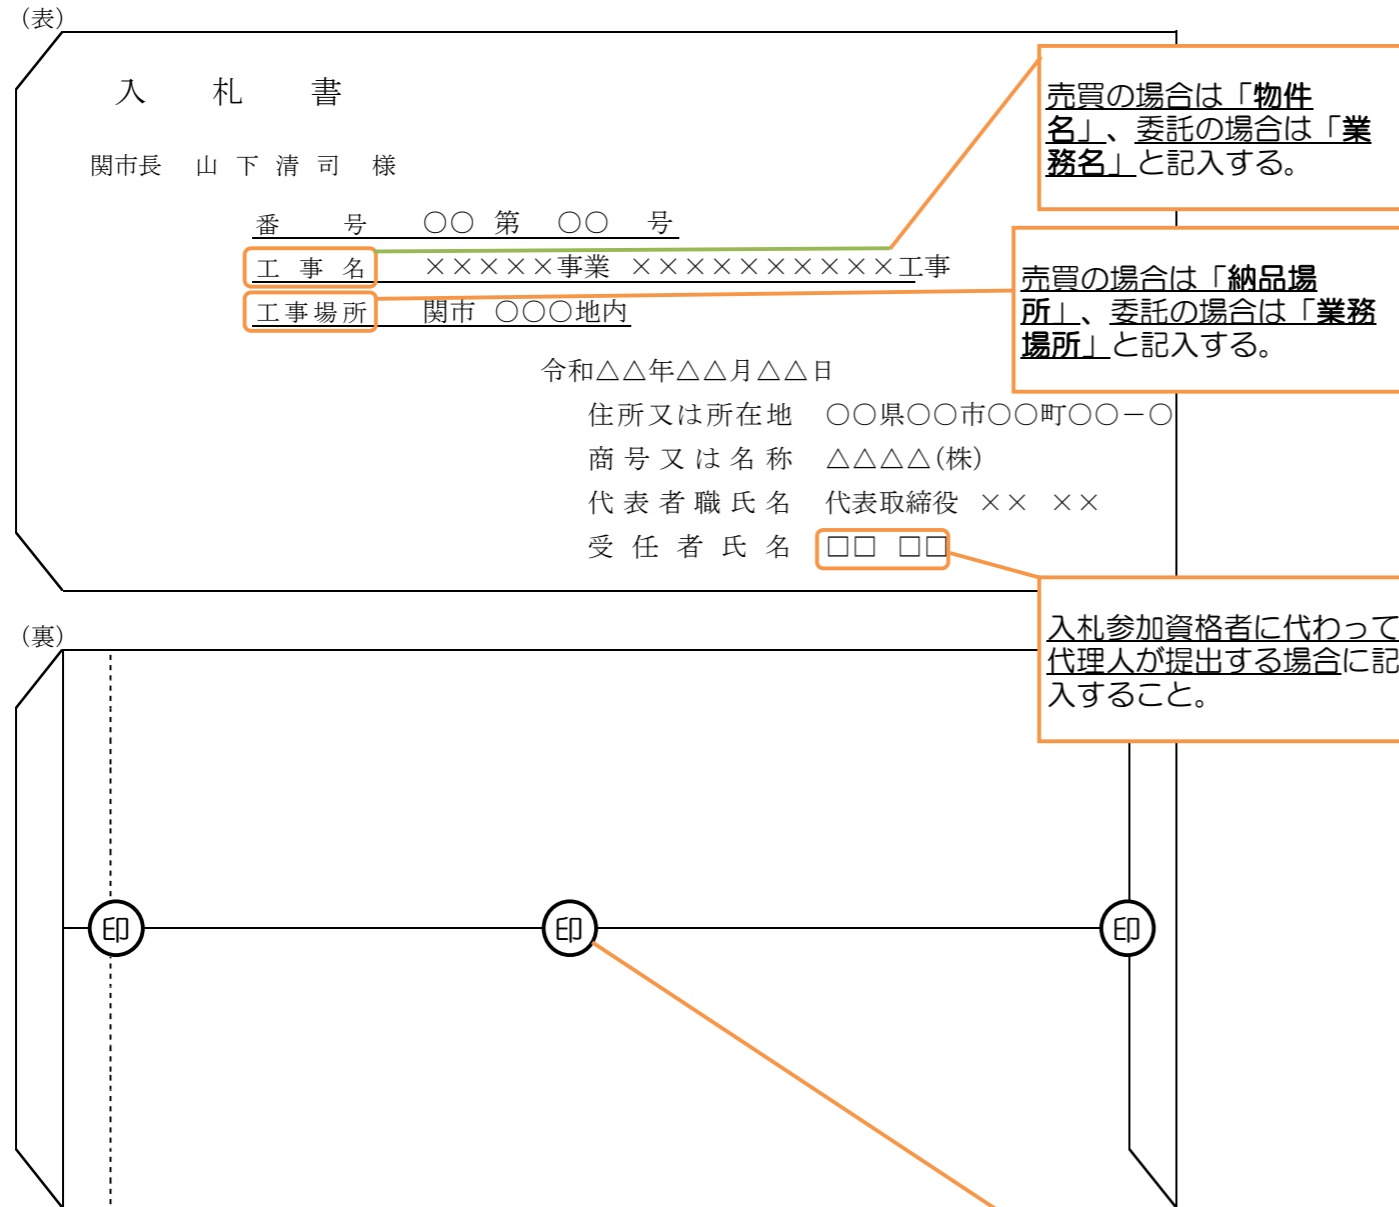 (表)
入 札 書
関市長 山 下 清 司 様
番 号 〇〇 第 〇〇 号
工 事 名 ×××××事業 ××××××××××工事
工事場所 関市 〇〇〇地内
令和△△年△△月△△日
住所又は所在地 〇〇県〇〇市〇〇町〇〇－〇
商号又は名称 △△△△(株)
代表者職氏名 代表取締役 ×× ××
受任者氏名 □□ □□
売買の場合は「物件
名」、委託の場合は「業
務名」と記入する。
売買の場合は「納品場
所」、委託の場合は「業務
場所」と記入する。
入札参加資格者に代わって
代理人が提出する場合に記
入すること。
(裏)
印
印
印